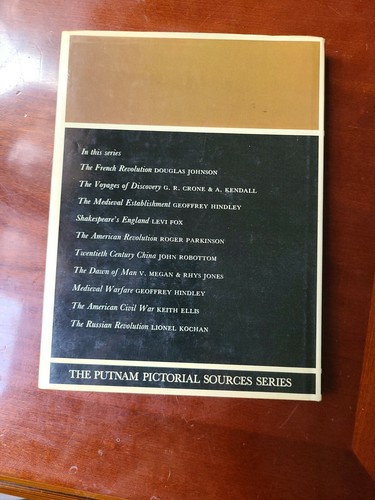 In this series
The French Revolution DOUGLAS JOHNSON
The Voyages of Discovery G. R. CRONE & A. KENDALL
The Medieval Establishment GEOFFREY HINDLEY
Shakespeare's England LEVI FOX
The American Revolution ROGER PARKINSON
Twentieth Century China JOHN ROBOTTOM
The Dawn of Man V. MEGAN & RHYS JONES
Medieval Warfare GEOFFREY HINDLEY
The American Civil War KEITH ELLIS
The Russian Revolution LIONEL KOCHAN
THE PUTNAM PICTORIAL SOURCES SERIES